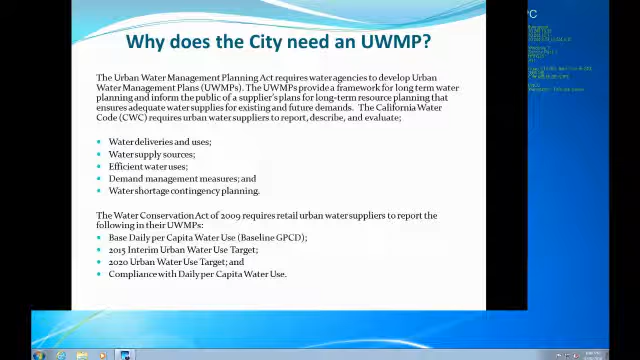 Why does the City need an UWMP?
The Urban Water Management Planning Act requires water agencies to develop Urban
Water Management Plans (UWMPs). The UWMPs provide a framework for long term water
planning and inform the public of a supplier's plans for long-term resource planning that
ensures adequate water supplies for existing and future demands. The California Water
Code (CWC) requires urban water suppliers to report, describe, and evaluate;
Water deliveries and uses;
Water supply sources;
Efficient water uses;
Demand management measures; and
Water shortage contingency planning.
The Water Conservation Act of 2009 requires retail urban water suppliers to report the
following in their UWMPs:
Base Daily per Capita Water Use (Baseline GPCD);
2015 Interim Urban Water Use Target;
2020 Urban Water Use Target; and
Compliance with Daily per Capita Water Use.
PC